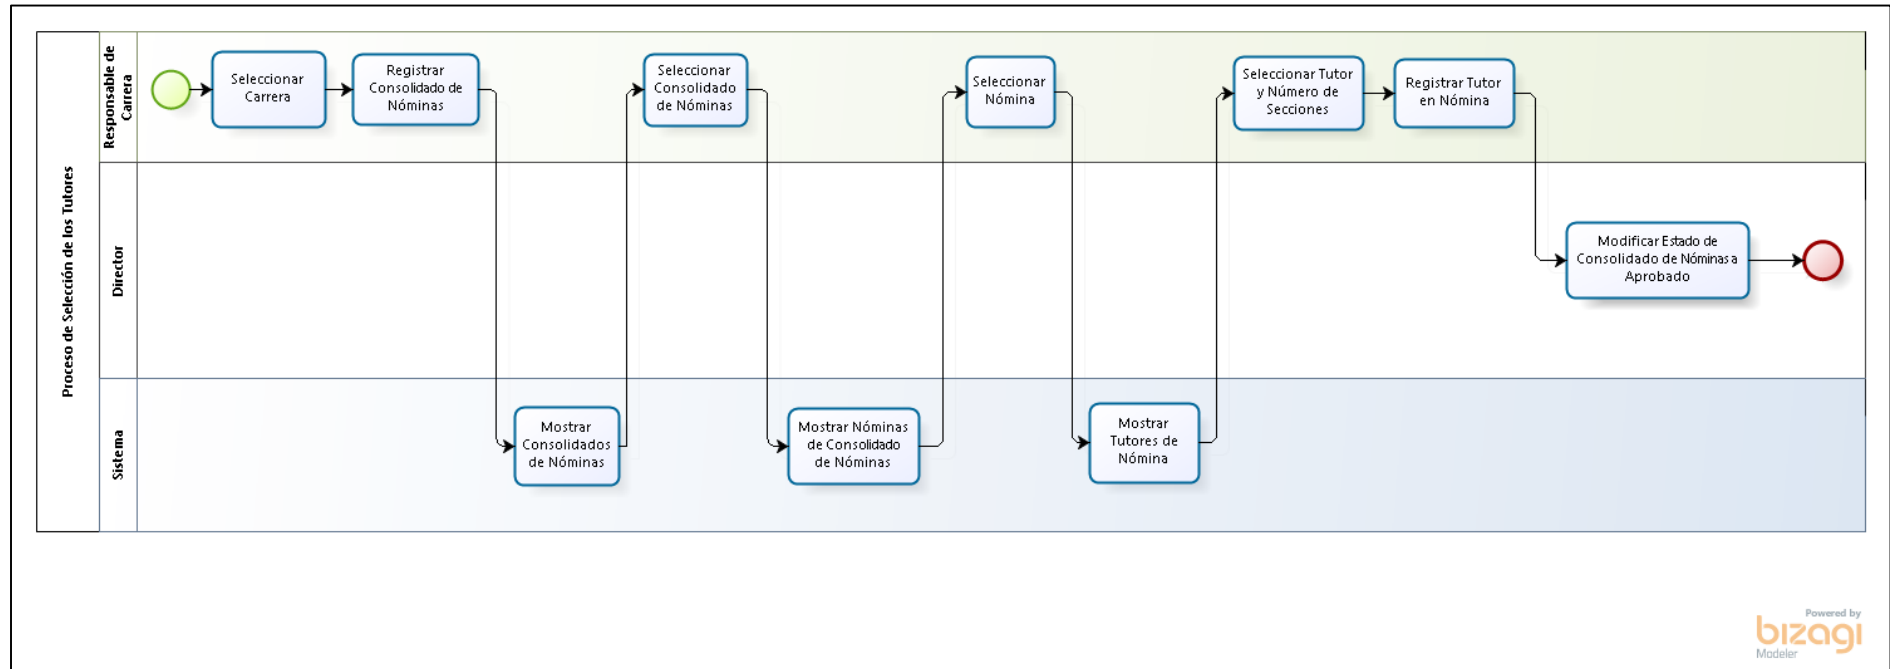 Proceso de Selección de los Tutores
Responsable de
Carrera
Seleccionar
Carrera
Registrar
Consolidado de
Nóminas
Seleccionar
Consolidado
de Nóminas
Seleccionar
Nómina
Seleccionar Tutor
y Número de
Secciones
Registrar Tutor
en Nómina
Director
Modificar Estado de
Consolidado de Nóminas a
Aprobado
Sistema
Mostrar
Consolidados
de Nóminas
Mostrar Nóminas
de Consolidado
de Nóminas
Mostrar
Tutores de
Nómina
Powered by
bizagi
Modeler